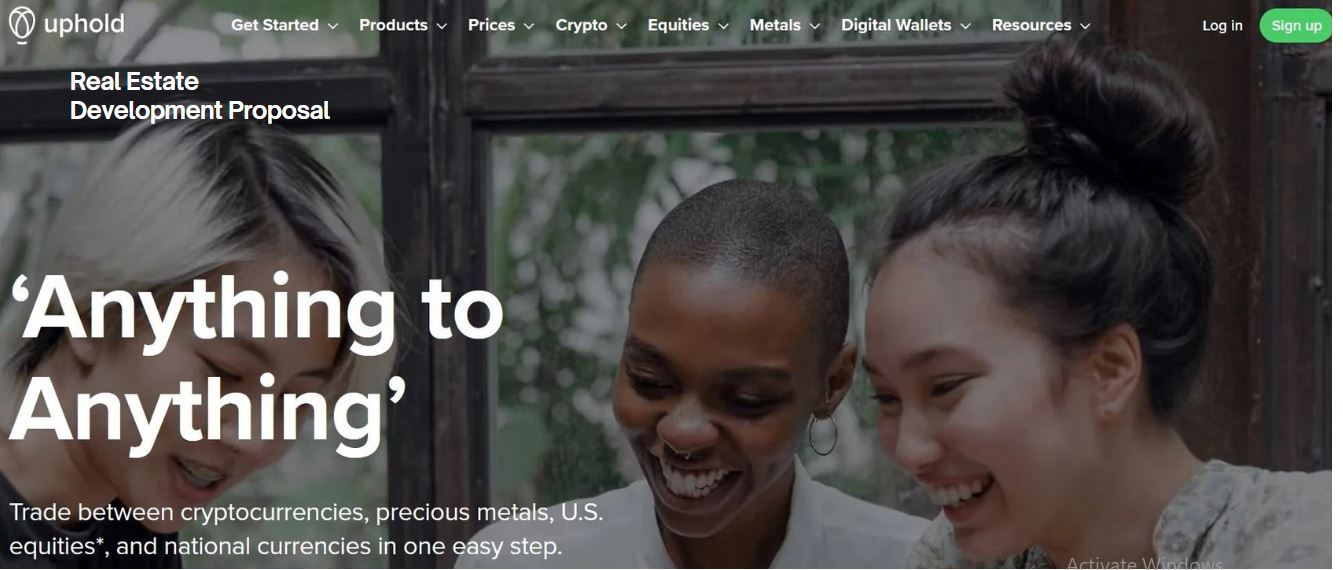 uphold Get Started Products Prices Crypto Equities Metals Digital Wallets Resources Log in Sign up
Real Estate
Development Proposal
‘Anything to
Anything’
Trade between cryptocurrencies, precious metals, U.S.
equities*, and national currencies in one easy step.
Activate Windows